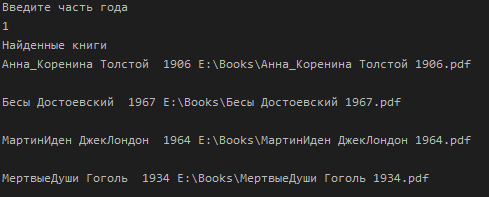 Введите часть года
1
Найденные книги
Анна_Коренина Толстой  1906 E:\Books\Анна_Коренина Толстой 1906.pdf
Бесы Достоевский  1967 E:\Books\Бесы Достоевский 1967.pdf
МартинИден ДжекЛондон  1964 E:\Books\МартинИден ДжекЛондон 1964.pdf
МертвыеДуши Гоголь  1934 E:\Books\МертвыеДуши Гоголь 1934.pdf